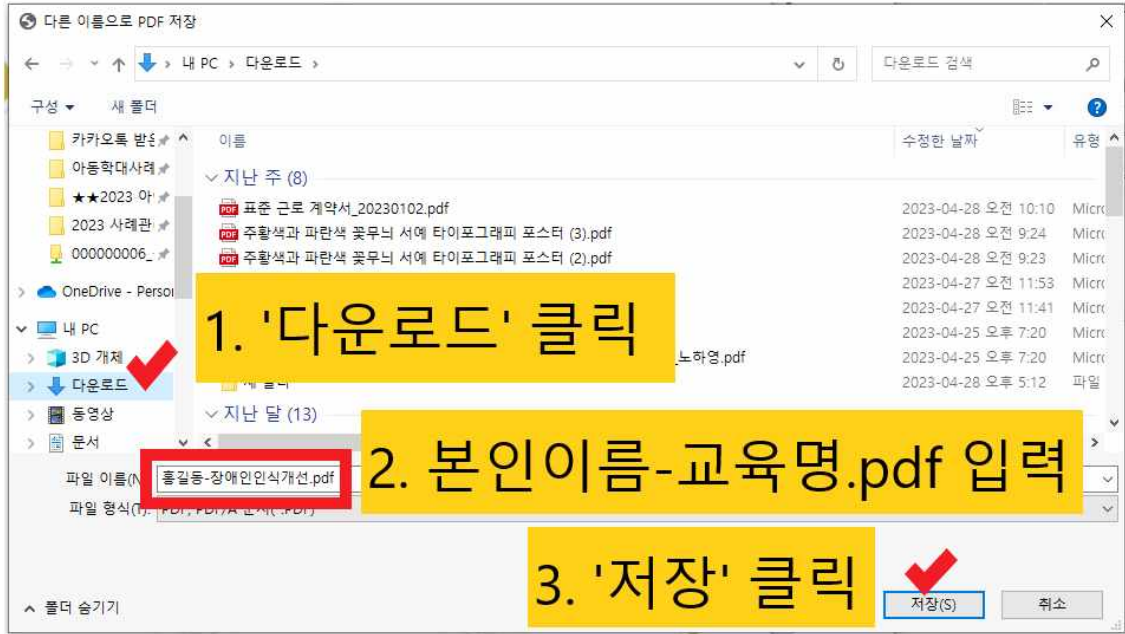 다른 이름으로 PDF 저장
내 PC > 다운로드 >
다운로드 검색
구성 새 폴더
카카오톡 받은
아동학대사례
★★2023 아
2023 사례관
000000006_
OneDrive - Person
내 PC
3D 개체
다운로드
동영상
문서
이름 수정한 날짜 유형
지난 주 (8)
표준 근로 계약서_20230102.pdf 2023-04-28 오전 10:10 Micro
주황색과 파란색 꽃무늬 서예 타이포그래피 포스터 (3).pdf 2023-04-28 오전 9:24 Micro
주황색과 파란색 꽃무늬 서예 타이포그래피 포스터 (2).pdf 2023-04-28 오전 9:23 Micro
2023-04-27 오전 11:53 Micro
2023-04-27 오전 11:41 Micro
2023-04-25 오후 7:20 Micro
노하영.pdf 2023-04-25 오후 7:20 Micro
2023-04-28 오후 5:12 파일
지난 달 (13)
1. '다운로드' 클릭
2. 본인이름-교육명.pdf 입력
파일 이름(N
홍길동-장애인인식개선.pdf
파일 형식(T):
3. '저장' 클릭
폴더 숨기기
저장(S)
취소